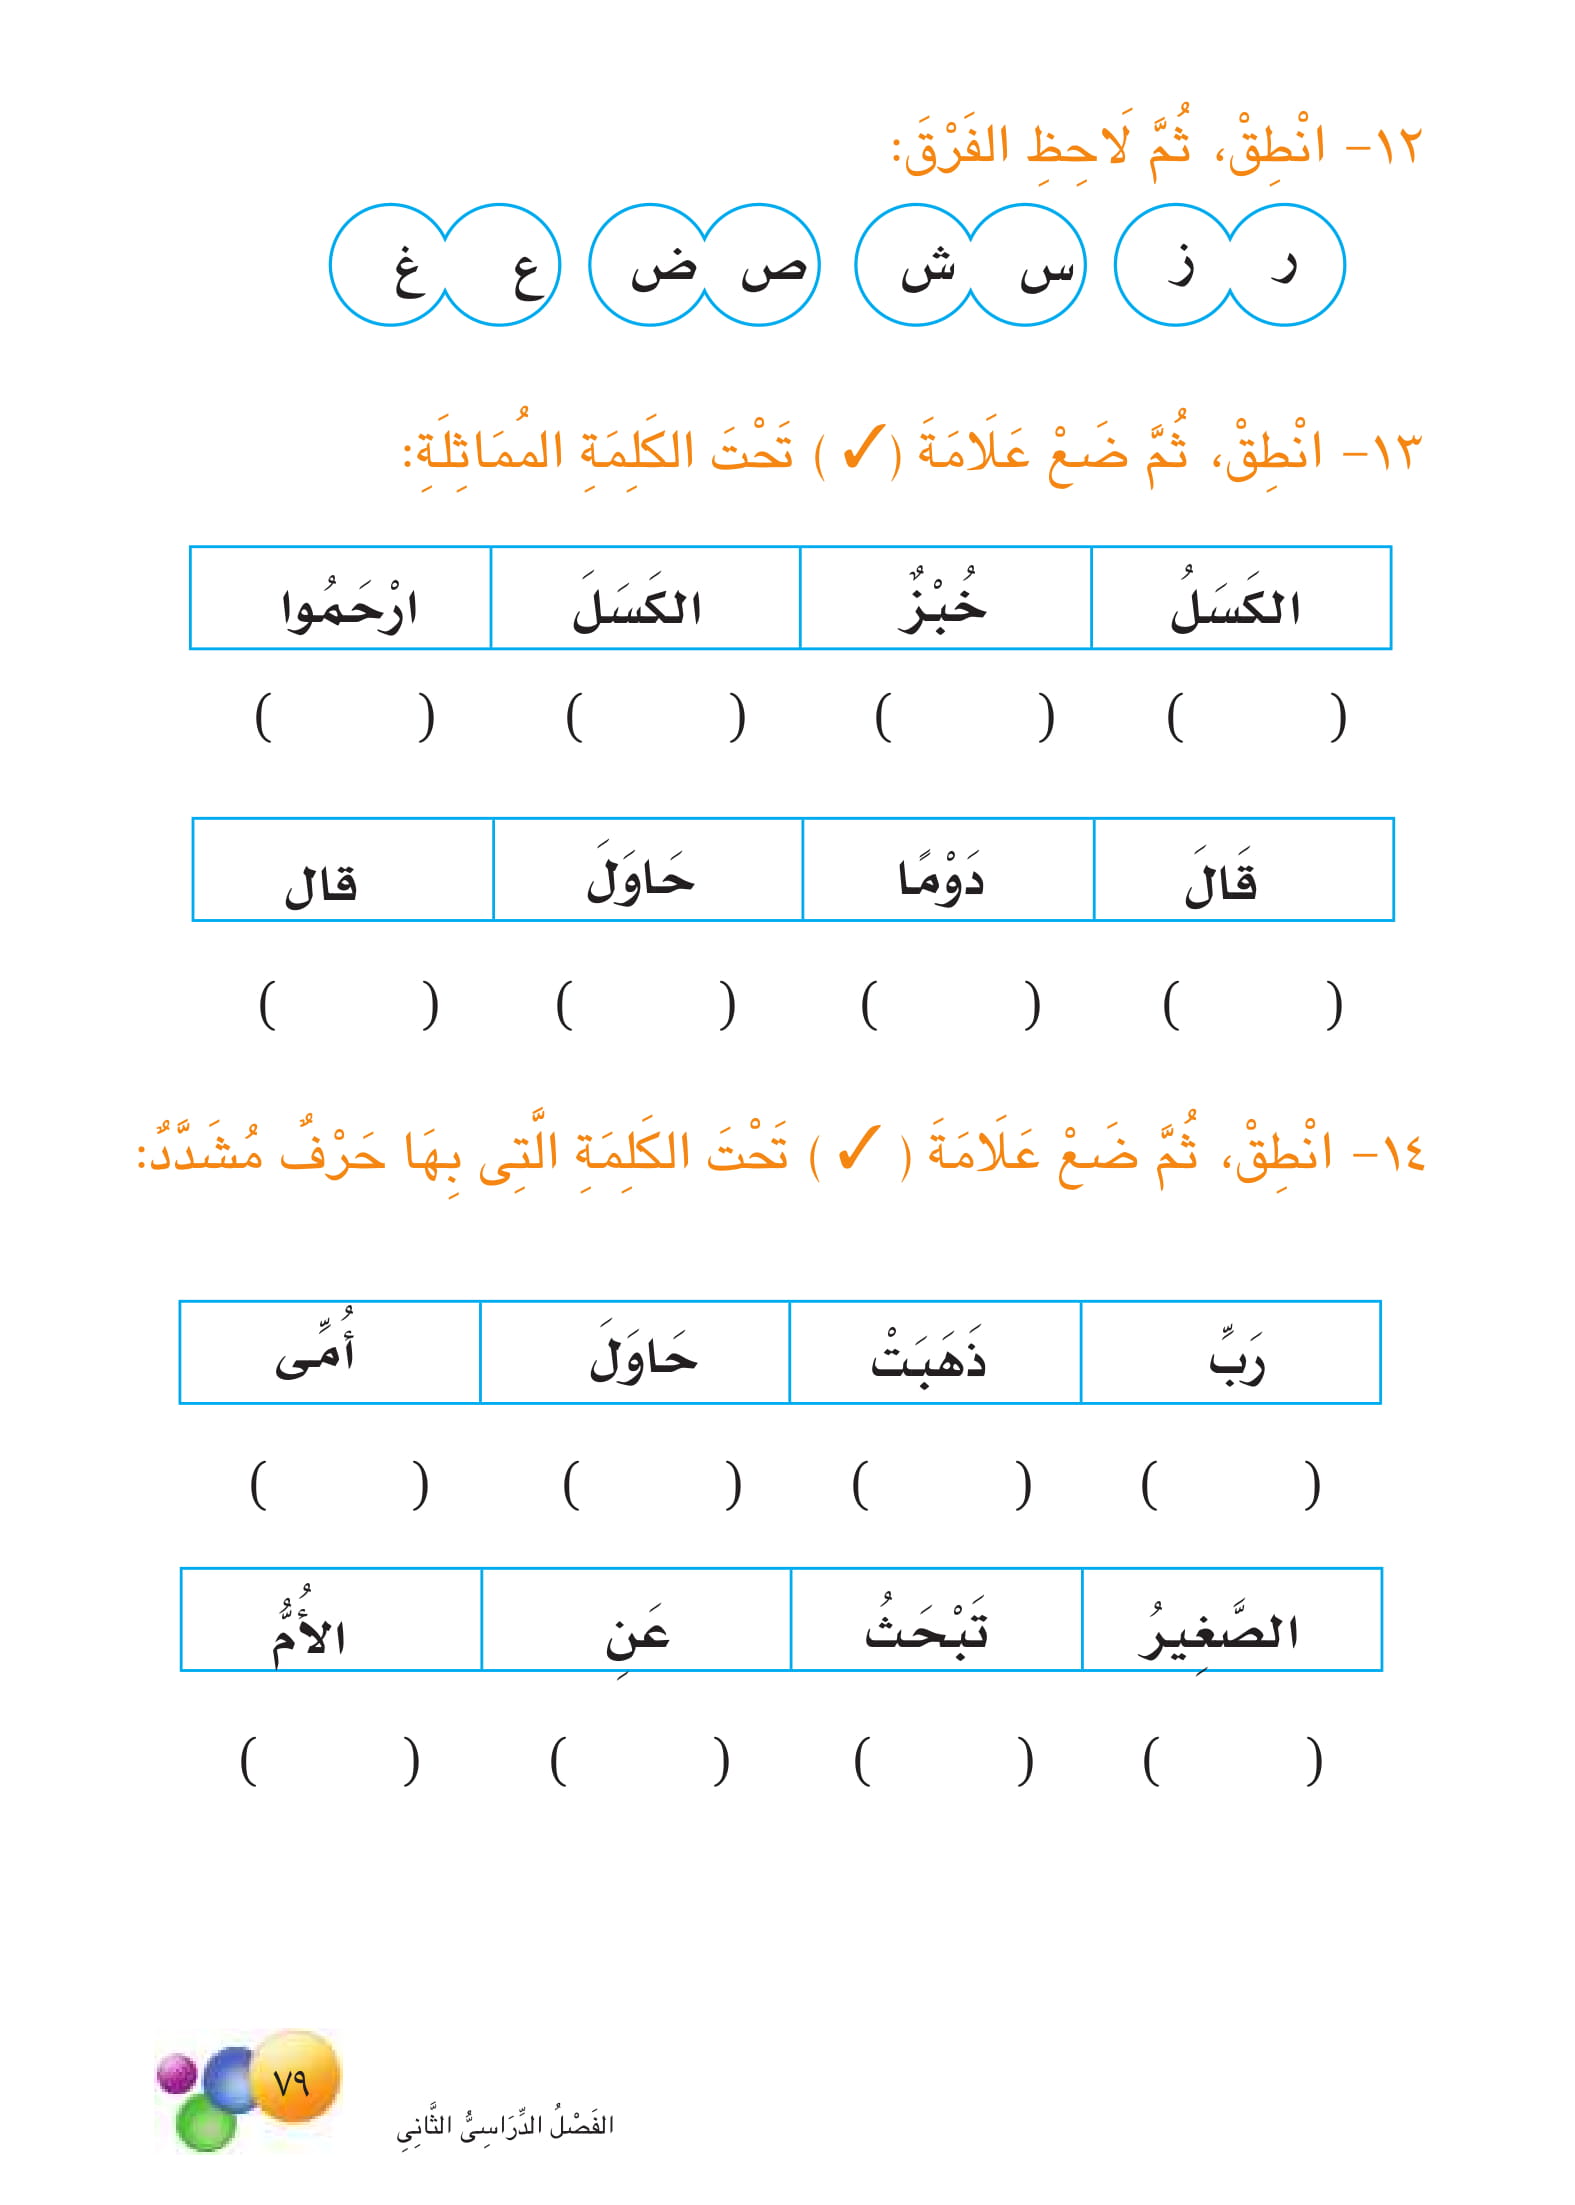 ١٢- انْطِقْ، ثُمَّ لَاحِظِ الفَرْقَ:
ر ز س ش ص ض ع غ
١٣- انْطِقْ، ثُمَّ ضَعْ عَلَامَةَ (✓) تَحْتَ الكَلِمَةِ المُمَاثِلَةِ:
الكَسَلُ خُبْزٌ الكَسَلَ ارْحَمُوا
( ) ( ) ( ) ( )
قَالَ دَوْمًا حَاوَلَ قال
( ) ( ) ( ) ( )
١٤- انْطِقْ، ثُمَّ ضَعْ عَلَامَةَ (✓) تَحْتَ الكَلِمَةِ الَّتِى بِهَا حَرْفٌ مُشَدَّدٌ:
رَبِّ ذَهَبَتْ حَاوَلَ أُمِّى
( ) ( ) ( ) ( )
الصَّغِيرُ تَبْحَثُ عَنِ الأُمُّ
( ) ( ) ( ) ( )
٧٩
الفَصْلُ الدِّرَاسِىُّ الثَّانِىِ